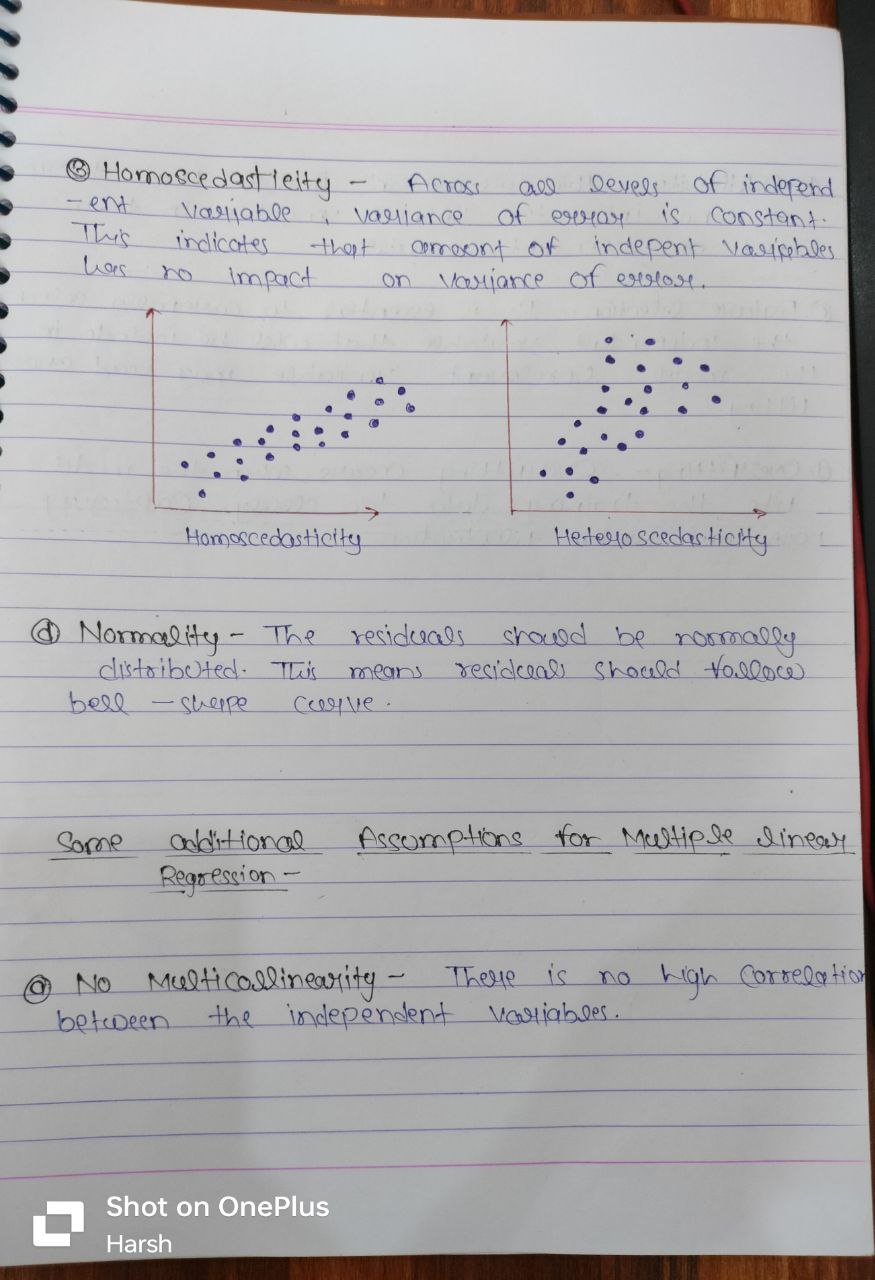 ③ Homoscedasticity - Across all levels of independ
-ent variable, variance of error is constant.
This indicates that amount of indepent variables
has no impact on variance of error.
Homoscedasticity
Heteroscedasticity
ⓓ Normality - The residuals should be normally
distributed. This means residuals should follow
bell - shape curve.
Some additional Assumptions for Multiple linear
Regression -
ⓐ No Multicollinearity - There is no high Correlation
between the independent variables.
Shot on OnePlus
Harsh